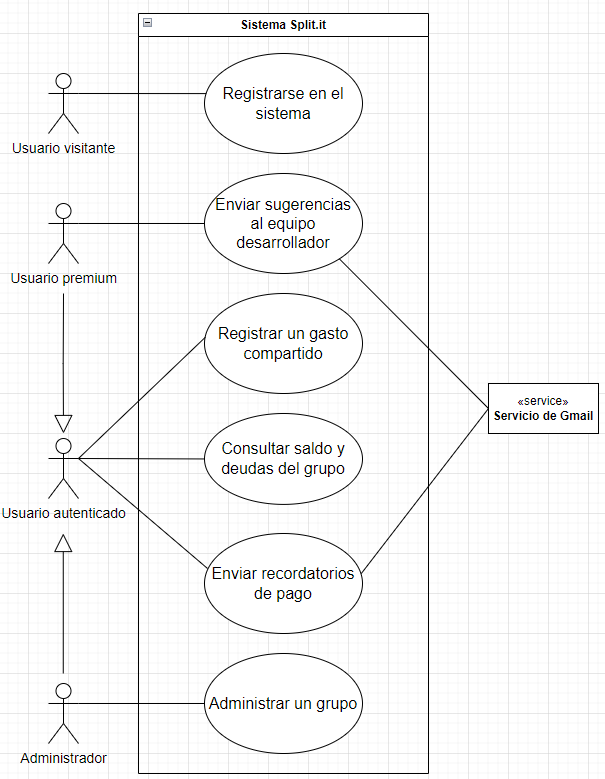 Sistema Split.it
Registrarse en el
sistema
Usuario visitante
Enviar sugerencias
al equipo
desarrollador
Usuario premium
Registrar un gasto
compartido
«service»
Servicio de Gmail
Consultar saldo y
deudas del grupo
Usuario autenticado
Enviar recordatorios
de pago
Administrar un grupo
Administrador